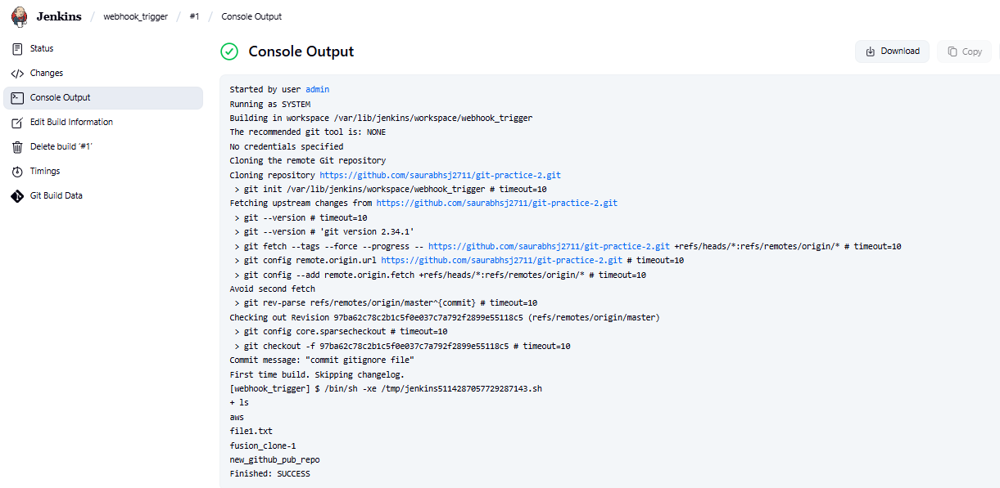 Jenkins / webhook_trigger / #1 / Console Output
Status
Changes
Console Output
Edit Build Information
Delete build ‘#1’
Timings
Git Build Data
Console Output
Download
Copy
Started by user admin
Running as SYSTEM
Building in workspace /var/lib/jenkins/workspace/webhook_trigger
The recommended git tool is: NONE
No credentials specified
Cloning the remote Git repository
Cloning repository https://github.com/saurabhsj2711/git-practice-2.git
 > git init /var/lib/jenkins/workspace/webhook_trigger # timeout=10
Fetching upstream changes from https://github.com/saurabhsj2711/git-practice-2.git
 > git --version # timeout=10
 > git --version # 'git version 2.34.1'
 > git fetch --tags --force --progress -- https://github.com/saurabhsj2711/git-practice-2.git +refs/heads/*:refs/remotes/origin/* # timeout=10
 > git config remote.origin.url https://github.com/saurabhsj2711/git-practice-2.git # timeout=10
 > git config --add remote.origin.fetch +refs/heads/*:refs/remotes/origin/* # timeout=10
Avoid second fetch
 > git rev-parse refs/remotes/origin/master^{commit} # timeout=10
Checking out Revision 97ba62c78c2b1c5f0e037c7a792f2899e55118c5 (refs/remotes/origin/master)
 > git config core.sparsecheckout # timeout=10
 > git checkout -f 97ba62c78c2b1c5f0e037c7a792f2899e55118c5 # timeout=10
Commit message: "commit gitignore file"
First time build. Skipping changelog.
[webhook_trigger] $ /bin/sh -xe /tmp/jenkins5114287057729287143.sh
+ ls
aws
file1.txt
fusion_clone-1
new_github_pub_repo
Finished: SUCCESS